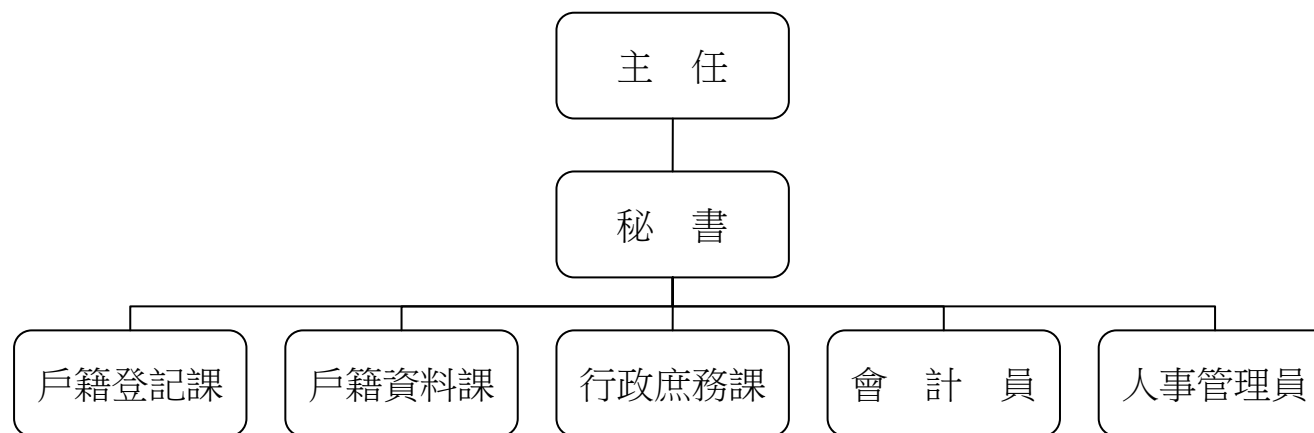 主　任
秘　書
戶籍登記課
戶籍資料課
行政庶務課
會　計　員
人事管理員